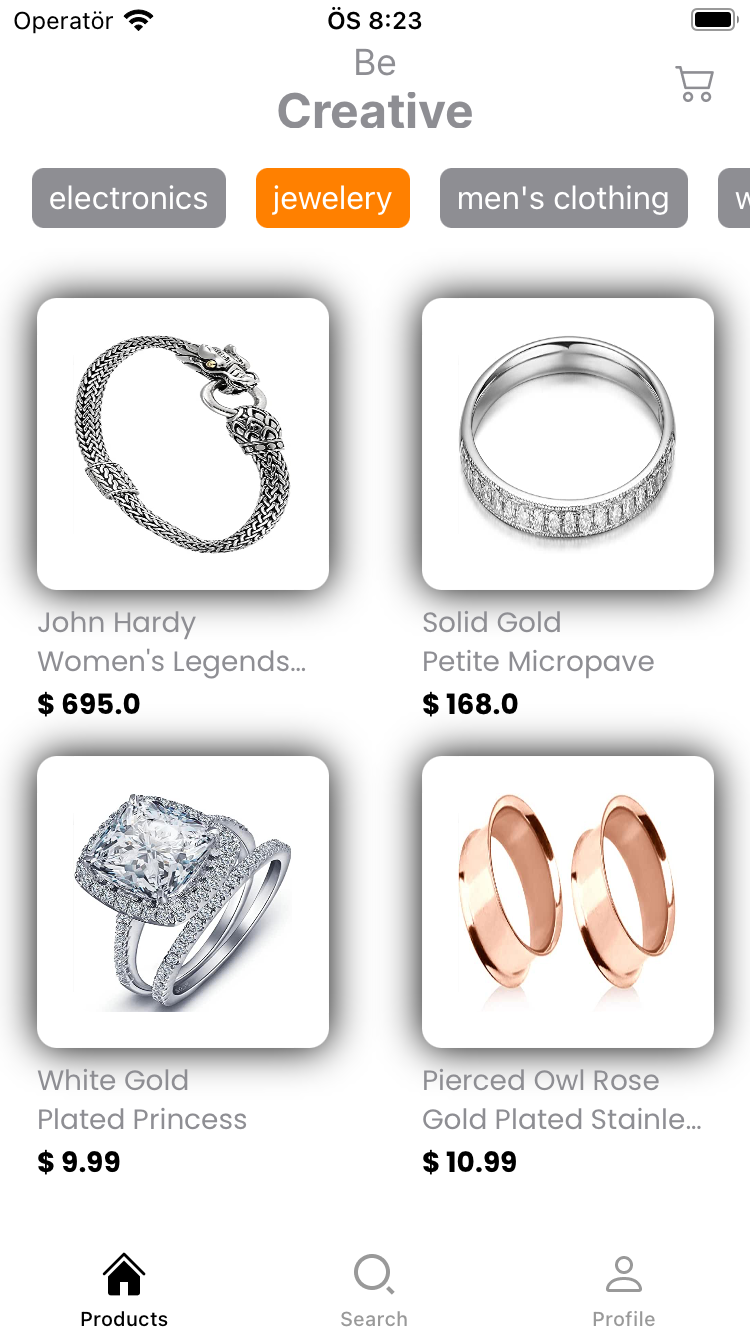 Operatör ÖS 8:23
Be
Creative
electronics jewelery men's clothing w
John Hardy
Women's Legends...
$ 695.0
Solid Gold
Petite Micropave
$ 168.0
White Gold
Plated Princess
$ 9.99
Pierced Owl Rose
Gold Plated Stainle...
$ 10.99
Products Search Profile